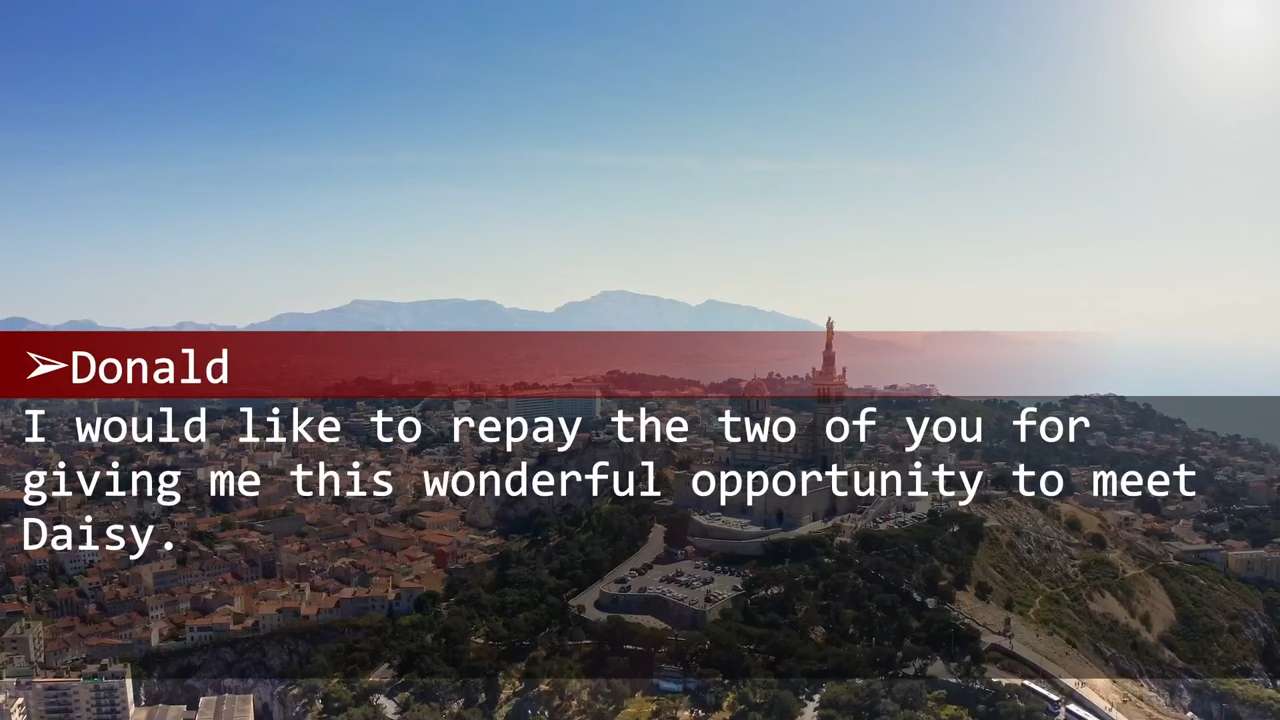 ➢Donald
I would like to repay the two of you for
giving me this wonderful opportunity to meet
Daisy.